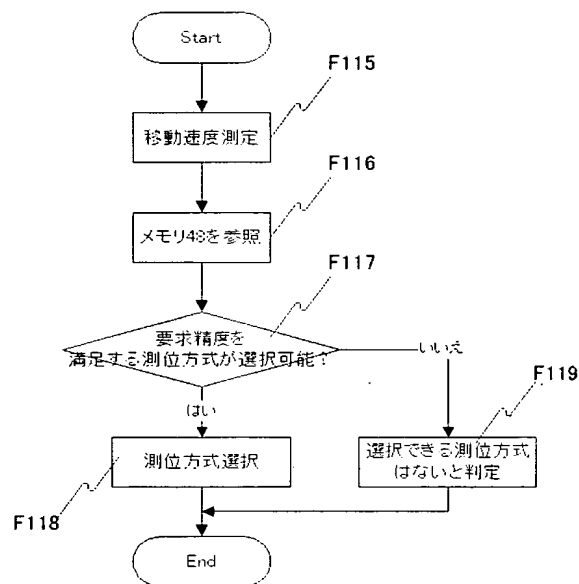 Start
F115
移動速度測定
F116
メモリ48を参照
F117
要求精度を
満足する測位方式が選択可能?
いいえ
F119
はい
測位方式選択
選択できる測位方式
はないと判定
F118
End